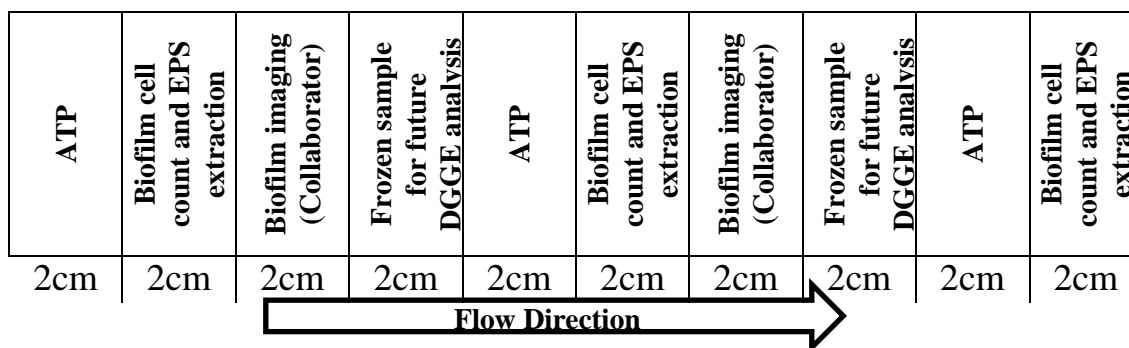 ATP
Biofilm cell
count and EPS
extraction
Biofilm imaging
(Collaborator)
Frozen sample
for future
DGGE analysis
ATP
Biofilm cell
count and EPS
extraction
Biofilm imaging
(Collaborator)
Frozen sample
for future
DGGE analysis
ATP
Biofilm cell
count and EPS
extraction
2cm 2cm 2cm 2cm 2cm 2cm 2cm 2cm 2cm 2cm
Flow Direction